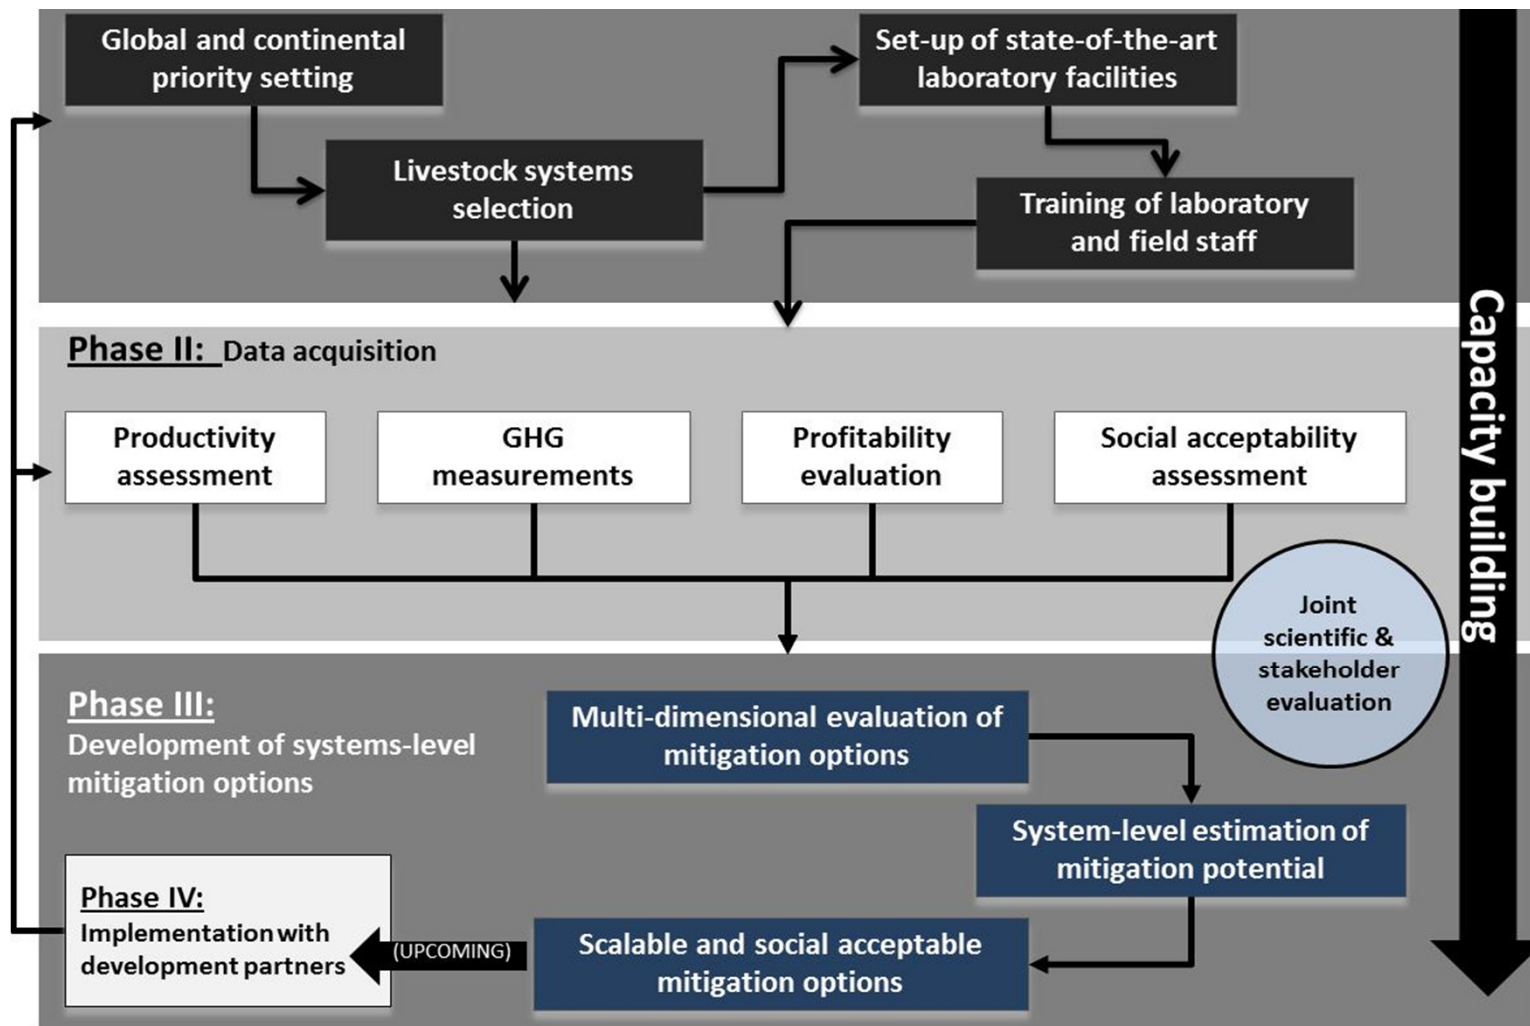 Global and continental
priority setting
Set-up of state-of-the-art
laboratory facilities
Livestock systems
selection
Training of laboratory
and field staff
Capacity building
Phase II: Data acquisition
Productivity
assessment
GHG
measurements
Profitability
evaluation
Social acceptability
assessment
Joint
scientific &
stakeholder
evaluation
Phase III:
Development of systems-level
mitigation options
Multi-dimensional evaluation of
mitigation options
System-level estimation of
mitigation potential
Scalable and social acceptable
mitigation options
(UPCOMING)
Phase IV:
Implementation with
development partners